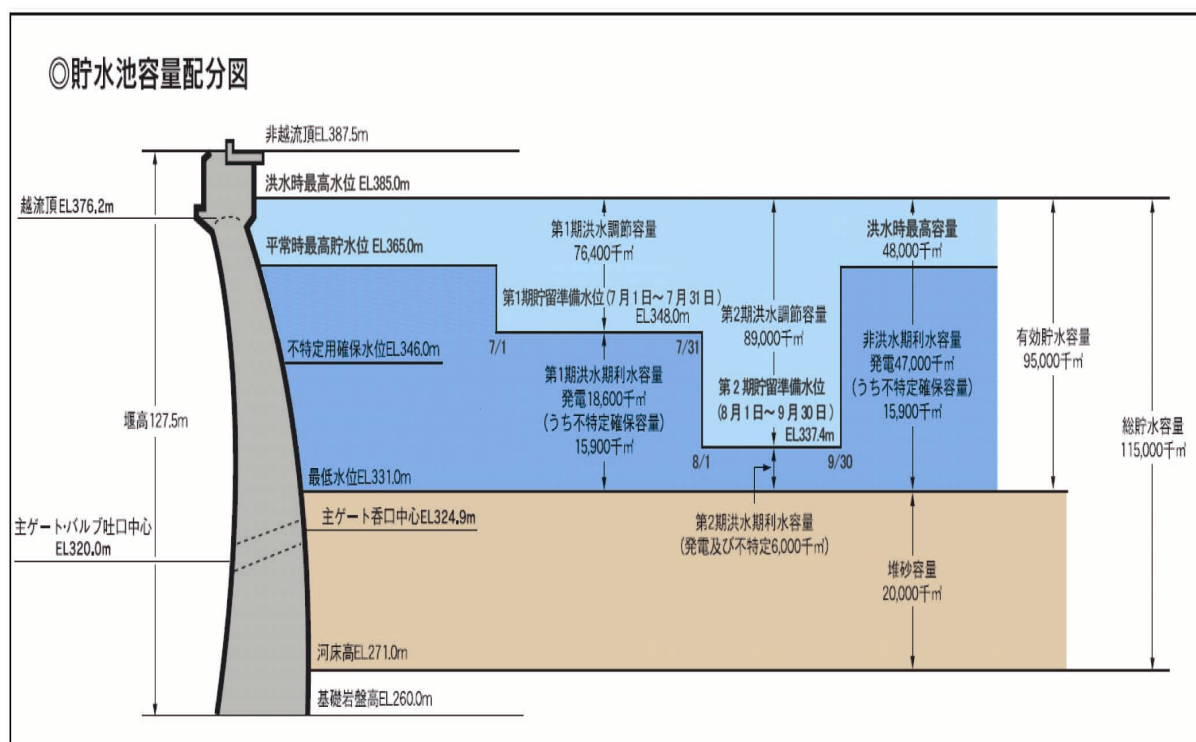 ◎貯水池容量配分図
非越流頂EL387.5m
洪水時最高水位 EL385.0m
越流頂EL376.2m
平常時最高貯水位 EL365.0m
第1期洪水調節容量
76,400千㎥
洪水時最高容量
48,000千㎥
第1期貯留準備水位(7月1日~7月31日)
EL348.0m
第2期洪水調節容量
89,000千㎥
有効貯水容量
95,000千㎥
不特定用確保水位EL346.0m
7/1
7/31
非洪水期利水容量
発電47,000千㎥
(うち不特定確保容量)
15,900千㎥
第1期洪水期利水容量
発電18,600千㎥
(うち不特定確保容量)
15,900千㎥
第2期貯留準備水位
(8月1日~9月30日)
EL337.4m
堰高127.5m
総貯水容量
115,000千㎥
8/1
9/30
最低水位EL331.0m
主ゲート・バルブ吐口中心
EL320.0m
主ゲート呑口中心EL324.9m
第2期洪水期利水容量
(発電及び不特定6,000千㎥)
堆砂容量
20,000千㎥
河床高EL271.0m
基礎岩盤高EL260.0m